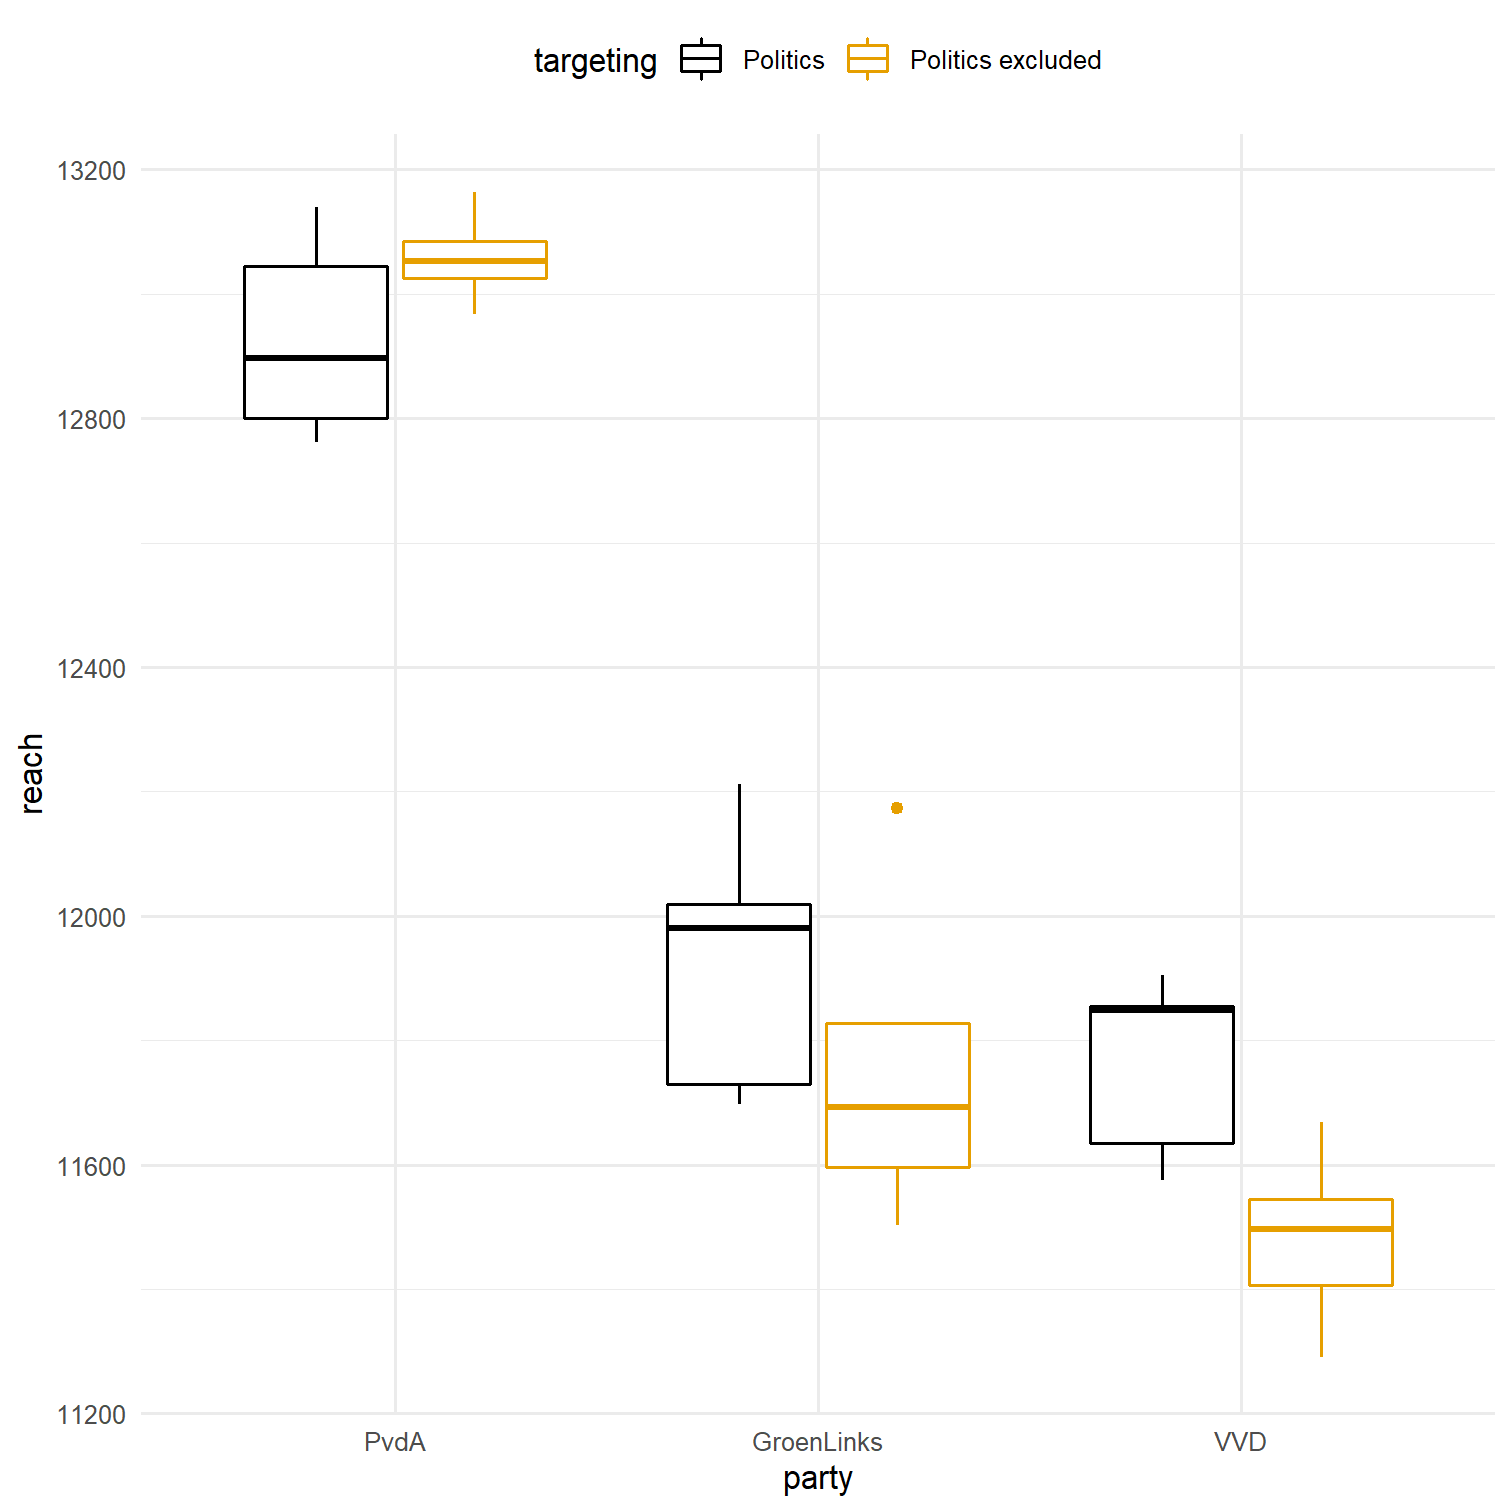 targeting Politics Politics excluded
13200
12800
12400
12000
11600
11200
reach
PvdA GroenLinks VVD
party